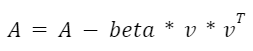 A = A − beta * v * v^T